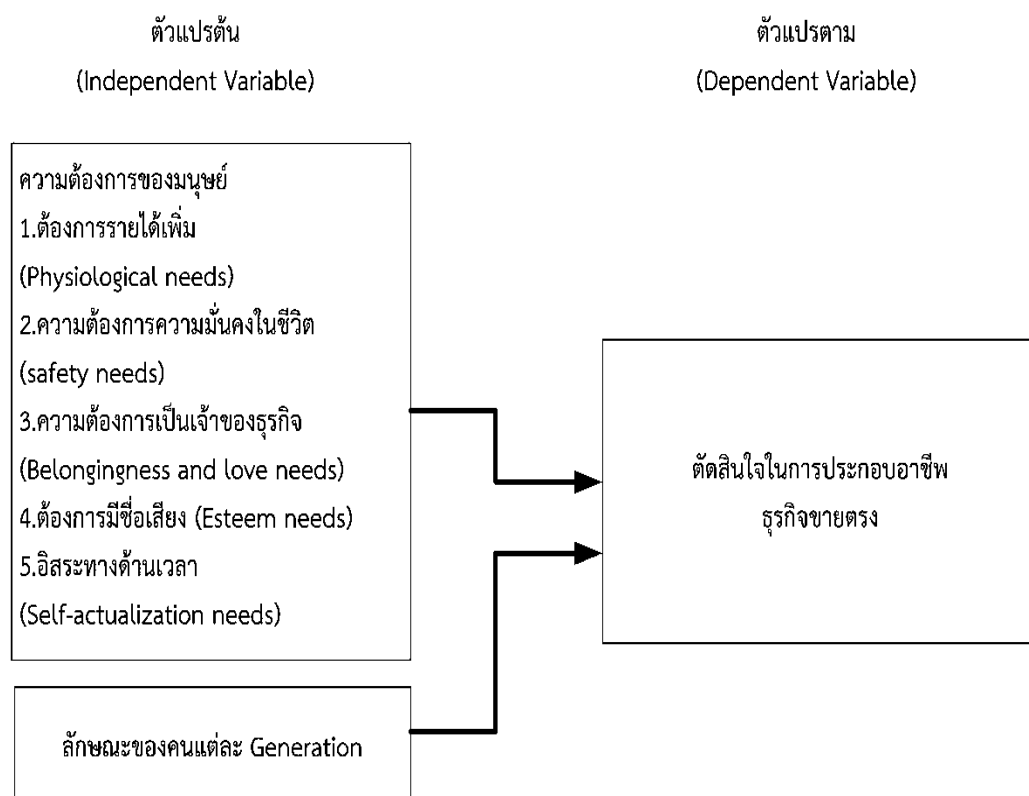 ตัวแปรต้น
(Independent Variable)
ตัวแปรตาม
(Dependent Variable)
ความต้องการของมนุษย์
1.ต้องการรายได้เพิ่ม
(Physiological needs)
2.ความต้องการความมั่นคงในชีวิต
(safety needs)
3.ความต้องการเป็นเจ้าของธุรกิจ
(Belongingness and love needs)
4.ต้องการมีชื่อเสียง (Esteem needs)
5.อิสระทางด้านเวลา
(Self-actualization needs)
ลักษณะของคนแต่ละ Generation
ตัดสินใจในการประกอบอาชีพ
ธุรกิจขายตรง